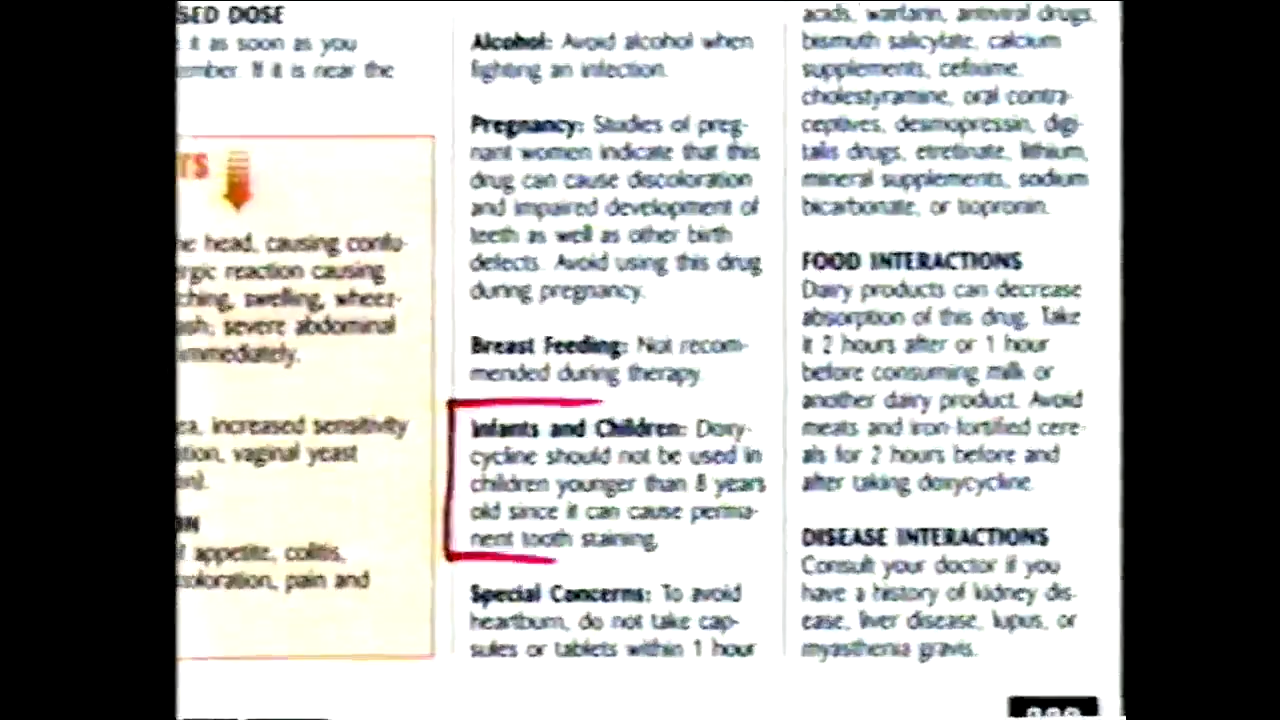 SED DOSE
it as soon as you
ember. If it is near the
TS
he head, causing confu-
rgic reaction causing
ching, swelling, wheez-
ash, severe abdominal
immediately.
ea, increased sensitivity
tion, vaginal yeast
on).
ON
f appetite, colitis,
coloration, pain and
Alcohol: Avoid alcohol when
fighting an infection.
Pregnancy: Studies of preg-
nant women indicate that this
drug can cause discoloration
and impaired development of
teeth as well as other birth
defects. Avoid using this drug
during pregnancy.
Breast Feeding: Not recom-
mended during therapy.
Infants and Children: Doxy-
cycline should not be used in
children younger than 8 years
old since it can cause perma-
nent tooth staining.
Special Concerns: To avoid
heartburn, do not take cap-
sules or tablets within 1 hour
acids, warfarin, antiviral drugs,
bismuth salicylate, calcium
supplements, cefixime,
cholestyramine, oral contra-
ceptives, desmopressin, digi-
talis drugs, etretinate, lithium,
mineral supplements, sodium
bicarbonate, or tiopronin.
FOOD INTERACTIONS
Dairy products can decrease
absorption of this drug. Take
it 2 hours after or 1 hour
before consuming milk or
another dairy product. Avoid
meats and iron-fortified cere-
als for 2 hours before and
after taking doxycycline.
DISEASE INTERACTIONS
Consult your doctor if you
have a history of kidney dis-
ease, liver disease, lupus, or
myasthenia gravis.